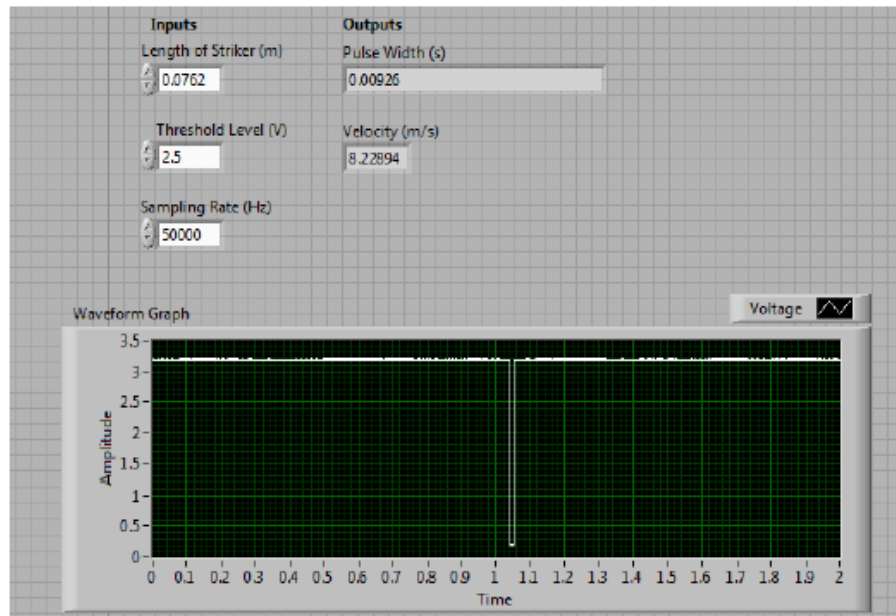 Inputs
Outputs
Length of Striker (m)
Pulse Width (s)
0.0762
0.00926
Threshold Level (V)
Velocity (m/s)
2.5
8.22894
Sampling Rate (Hz)
50000
Voltage
Waveform Graph
3.5
3
2.5
2
1.5
1
0.5
0
Amplitude
0 0.1 0.2 0.3 0.4 0.5 0.6 0.7 0.8 0.9 1 1.1 1.2 1.3 1.4 1.5 1.6 1.7 1.8 1.9 2
Time